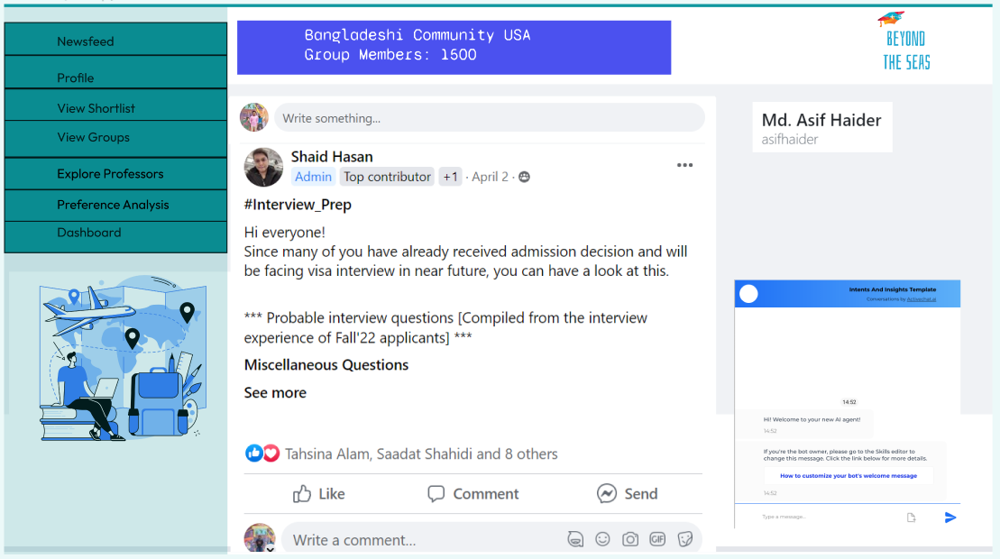 Newsfeed
Profile
View Shortlist
View Groups
Explore Professors
Preference Analysis
Dashboard
Bangladeshi Community USA
Group Members: 1500
BEYOND
THE SEAS
Write something...
Shaid Hasan
Admin Top contributor +1 · April 2 ·
#Interview_Prep
Hi everyone!
Since many of you have already received admission decision and will
be facing visa interview in near future, you can have a look at this.
*** Probable interview questions [Compiled from the interview
experience of Fall'22 applicants] ***
Miscellaneous Questions
See more
Tahsina Alam, Saadat Shahidi and 8 others
Like Comment Send
Write a comment...
GIF
Md. Asif Haider
asifhaider
Intents And Insights Template
Conversations by Activechat.ai
14:52
Hi! Welcome to your new AI agent!
14:52
If you're the bot owner, please go to the Skills editor to
change this message. Click the link below for more details.
How to customize your bot's welcome message
14:52
Type a message...